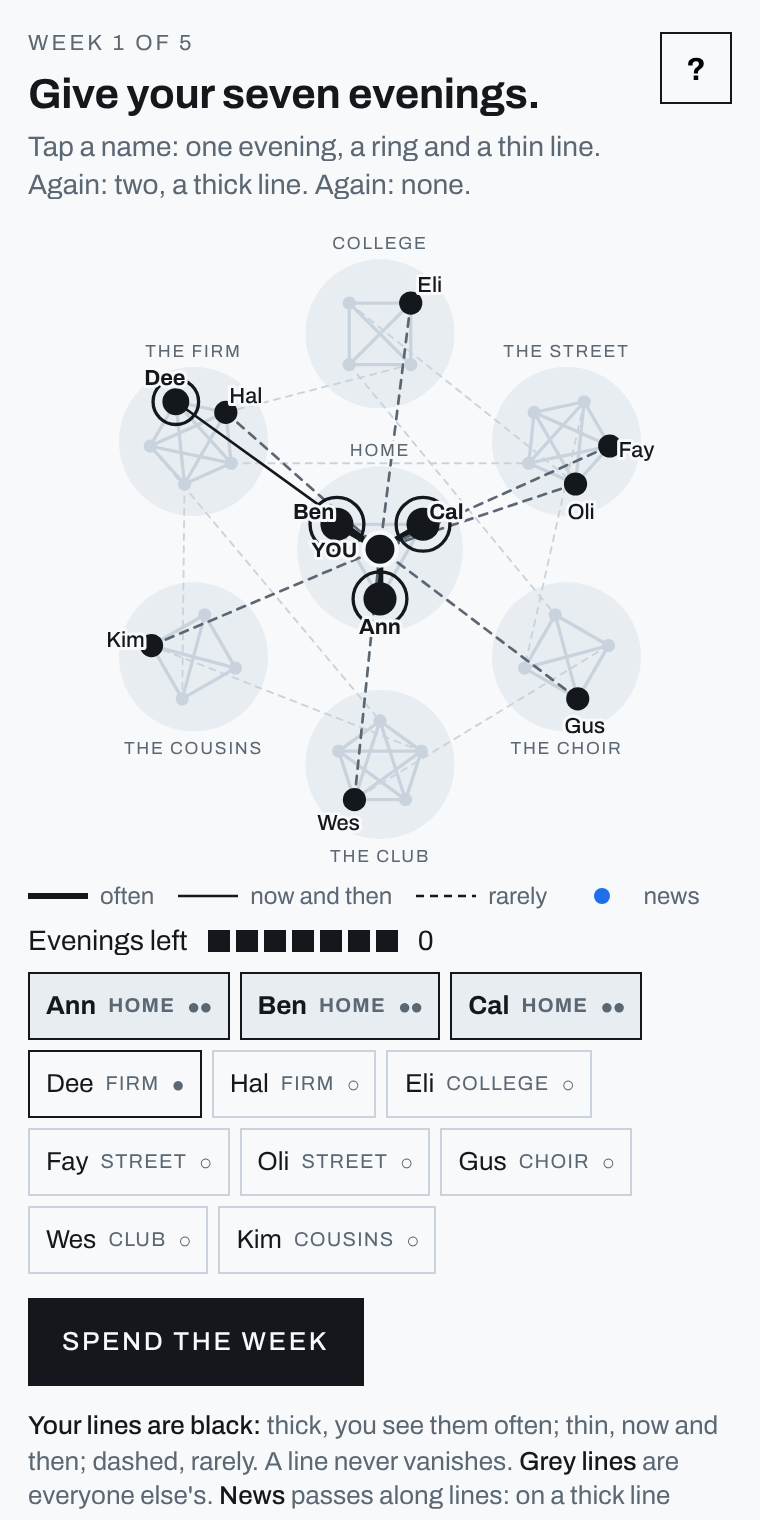 WEEK 1 OF 5
?
Give your seven evenings.
Tap a name: one evening, a ring and a thin line.
Again: two, a thick line. Again: none.
COLLEGE
Eli
THE FIRM
THE STREET
Dee
Hal
HOME
Fay
Ben
Cal
Oli
YOU
Ann
Kim
Gus
THE COUSINS
THE CHOIR
Wes
THE CLUB
often now and then rarely news
Evenings left 0
Ann HOME Ben HOME Cal HOME
Dee FIRM Hal FIRM Eli COLLEGE
Fay STREET Oli STREET Gus CHOIR
Wes CLUB Kim COUSINS
SPEND THE WEEK
Your lines are black: thick, you see them often; thin, now and
then; dashed, rarely. A line never vanishes. Grey lines are
everyone else's. News passes along lines: on a thick line